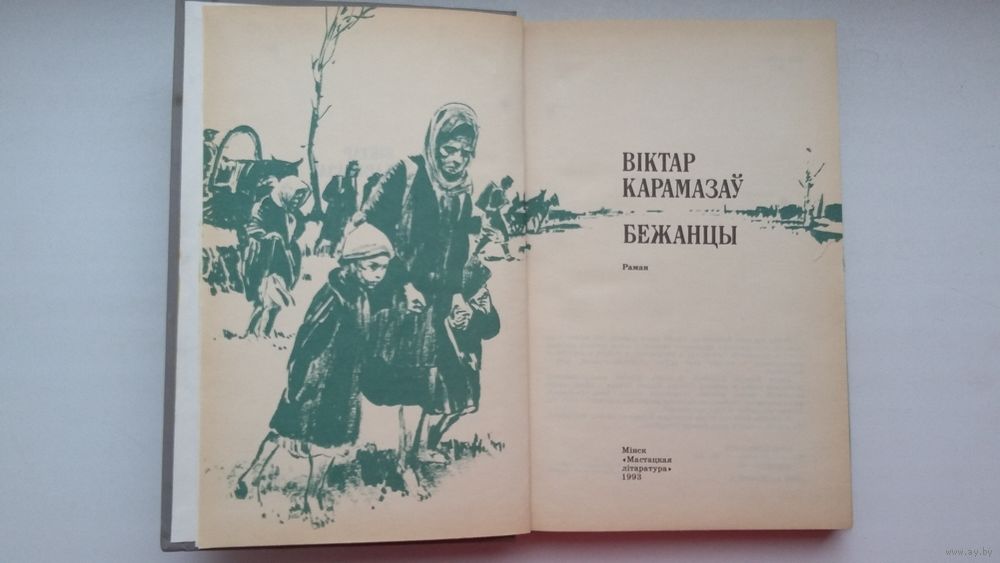 ВІКТАР
КАРАМАЗАЎ
БЕЖАНЦЫ
Раман
Мінск
«Мастацкая
літаратура»
1993
www.ay.by